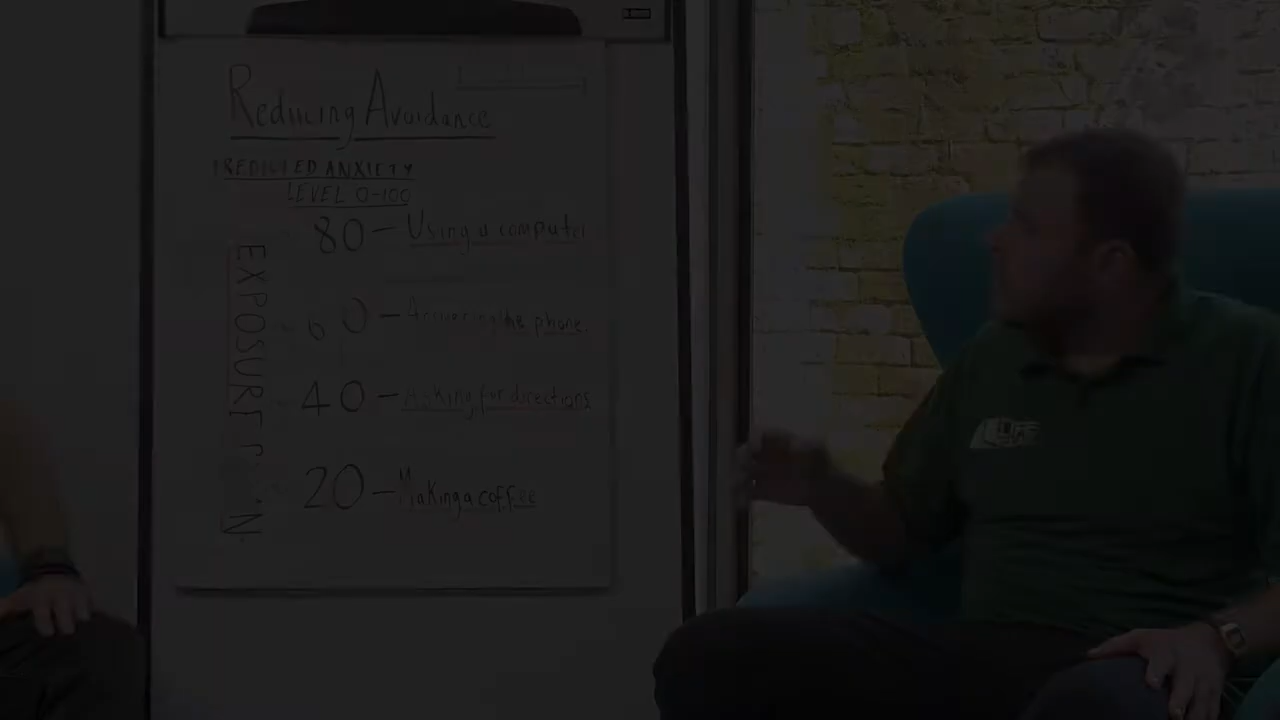 Reducing Avoidance
PREDICTED ANXIETY
LEVEL 0-100
80 - Using a computer
60 - Answering the phone
40 - Asking for directions
20 - Making a coffee